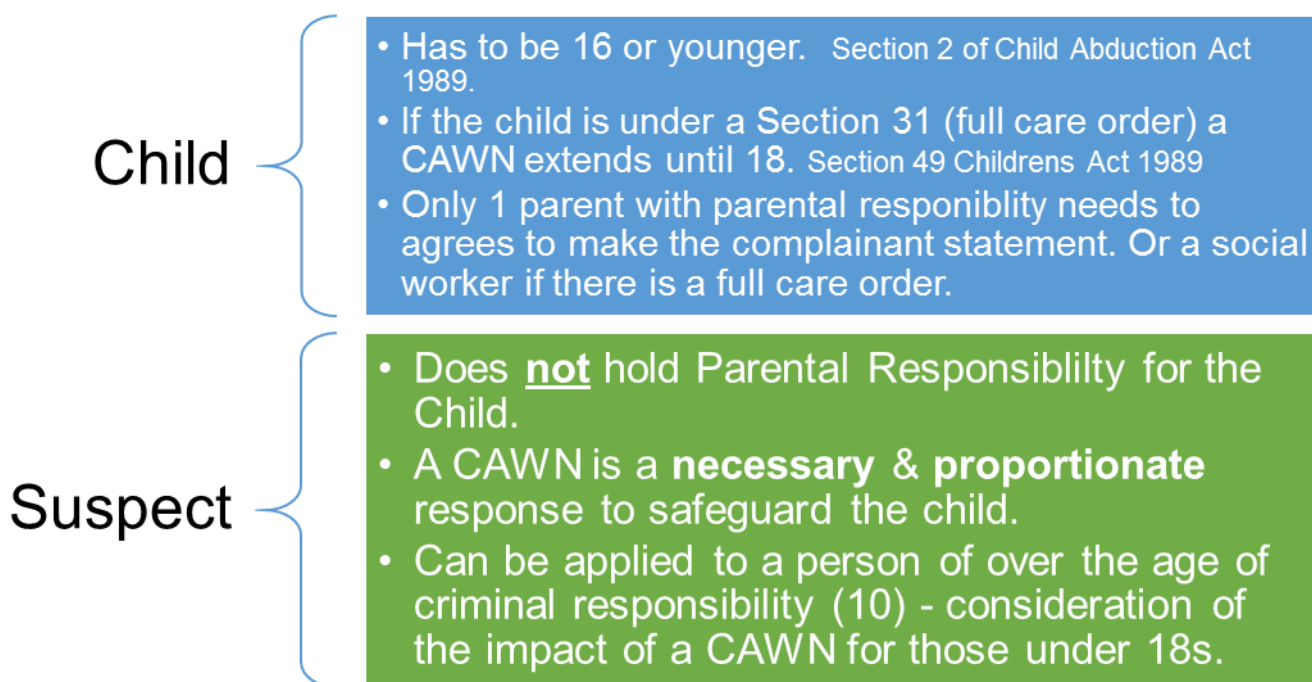 Child
• Has to be 16 or younger. Section 2 of Child Abduction Act
1989.
• If the child is under a Section 31 (full care order) a
CAWN extends until 18. Section 49 Childrens Act 1989
• Only 1 parent with parental responiblity needs to
agrees to make the complainant statement. Or a social
worker if there is a full care order.
Suspect
• Does not hold Parental Responsiblilty for the
Child.
• A CAWN is a necessary & proportionate
response to safeguard the child.
• Can be applied to a person of over the age of
criminal responsibility (10) - consideration of
the impact of a CAWN for those under 18s.